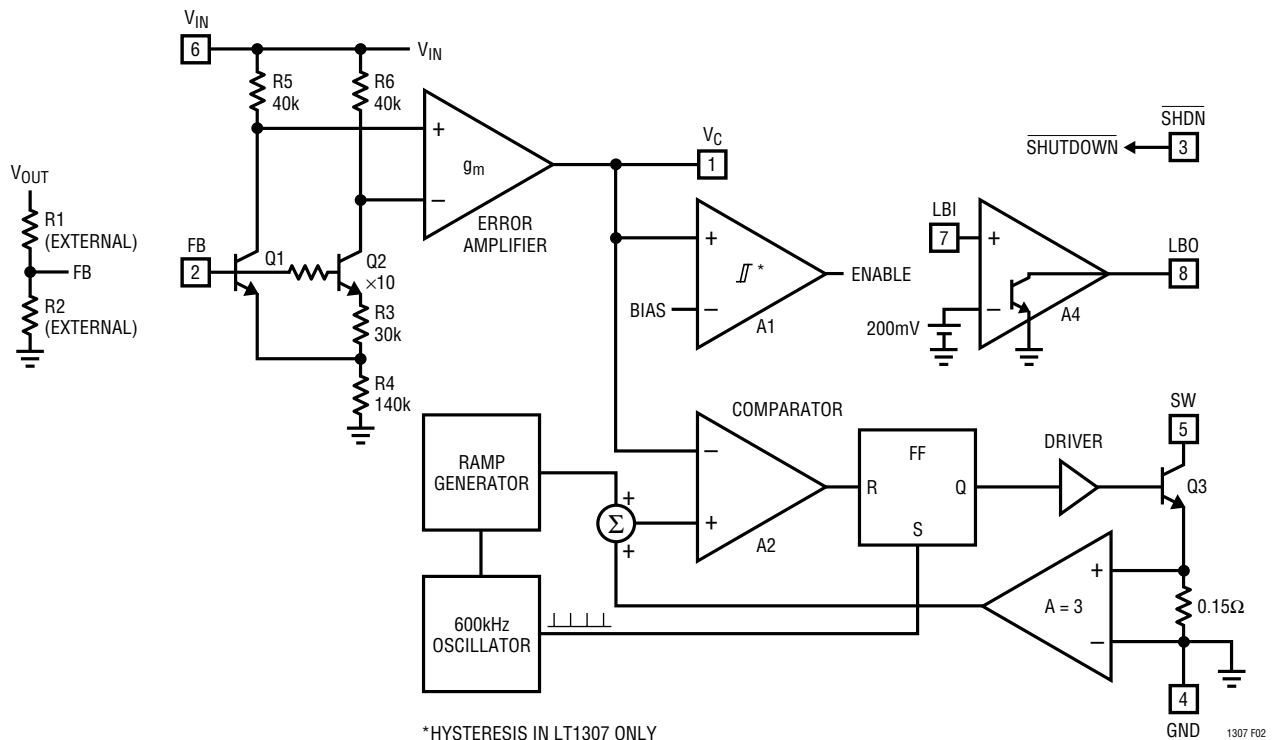 VIN
6
VIN
R5
40k
R6
40k
+
gm
−
ERROR
AMPLIFIER
VC
1
SHDN
3
SHUTDOWN
VOUT
R1
(EXTERNAL)
FB
R2
(EXTERNAL)
FB
2
Q1
Q2
×10
R3
30k
R4
140k
+
*
−
BIAS
A1
ENABLE
LBI
7
+
−
200mV
A4
LBO
8
COMPARATOR
−
+
A2
RAMP
GENERATOR
+
Σ
+
600kHz
OSCILLATOR
FF
R
Q
S
DRIVER
SW
5
Q3
+
A = 3
−
0.15Ω
4
GND
*HYSTERESIS IN LT1307 ONLY
1307 F02